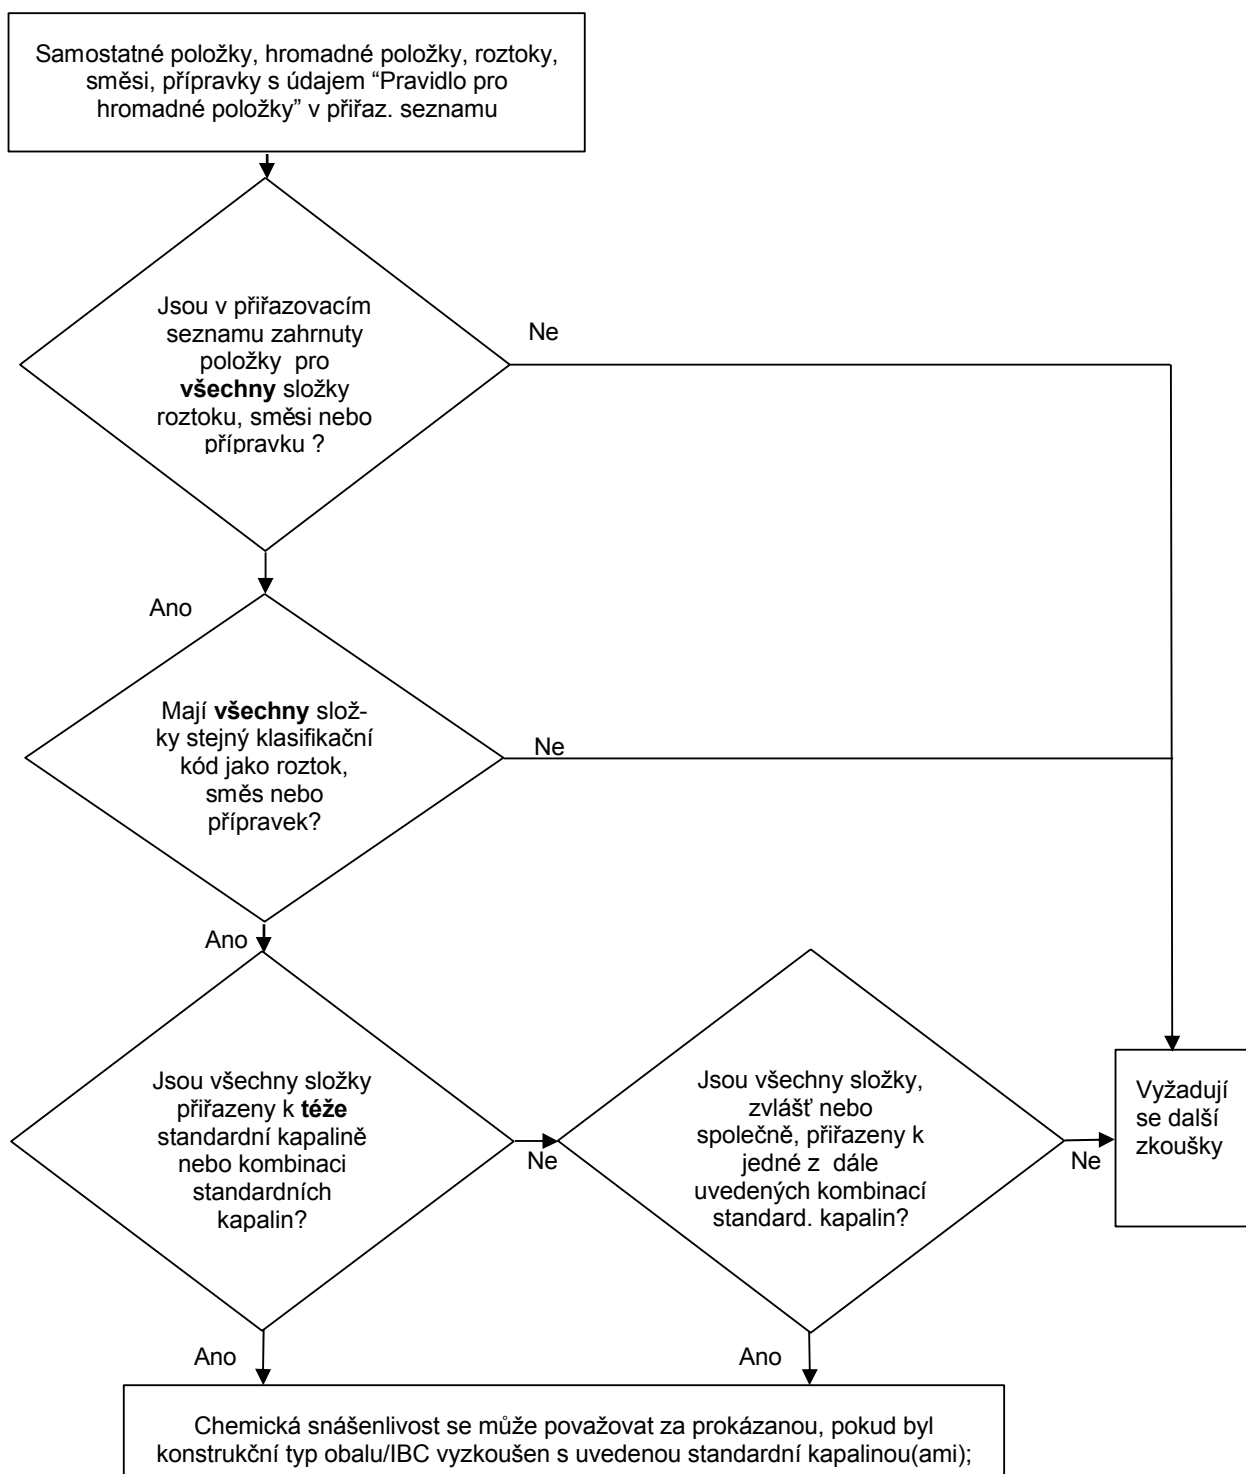 Samostatné položky, hromadné položky, roztoky,
směsi, přípravky s údajem “Pravidlo pro
hromadné položky” v přiřaz. seznamu
Jsou v přiřazovacím
seznamu zahrnuty
položky pro
všechny složky
roztoku, směsi nebo
přípravku ?
Ne
Ano
Mají všechny slož-
ky stejný klasifikační
kód jako roztok,
směs nebo
přípravek?
Ne
Ano
Jsou všechny složky
přiřazeny k téže
standardní kapalině
nebo kombinaci
standardních
kapalin?
Ne
Jsou všechny složky,
zvlášť nebo
společně, přiřazeny k
jedné z dále
uvedených kombinací
standard. kapalin?
Ne
Vyžadují
se další
zkoušky
Ano
Ano
Chemická snášenlivost se může považovat za prokázanou, pokud byl
konstrukční typ obalu/IBC vyzkoušen s uvedenou standardní kapalinou(ami);